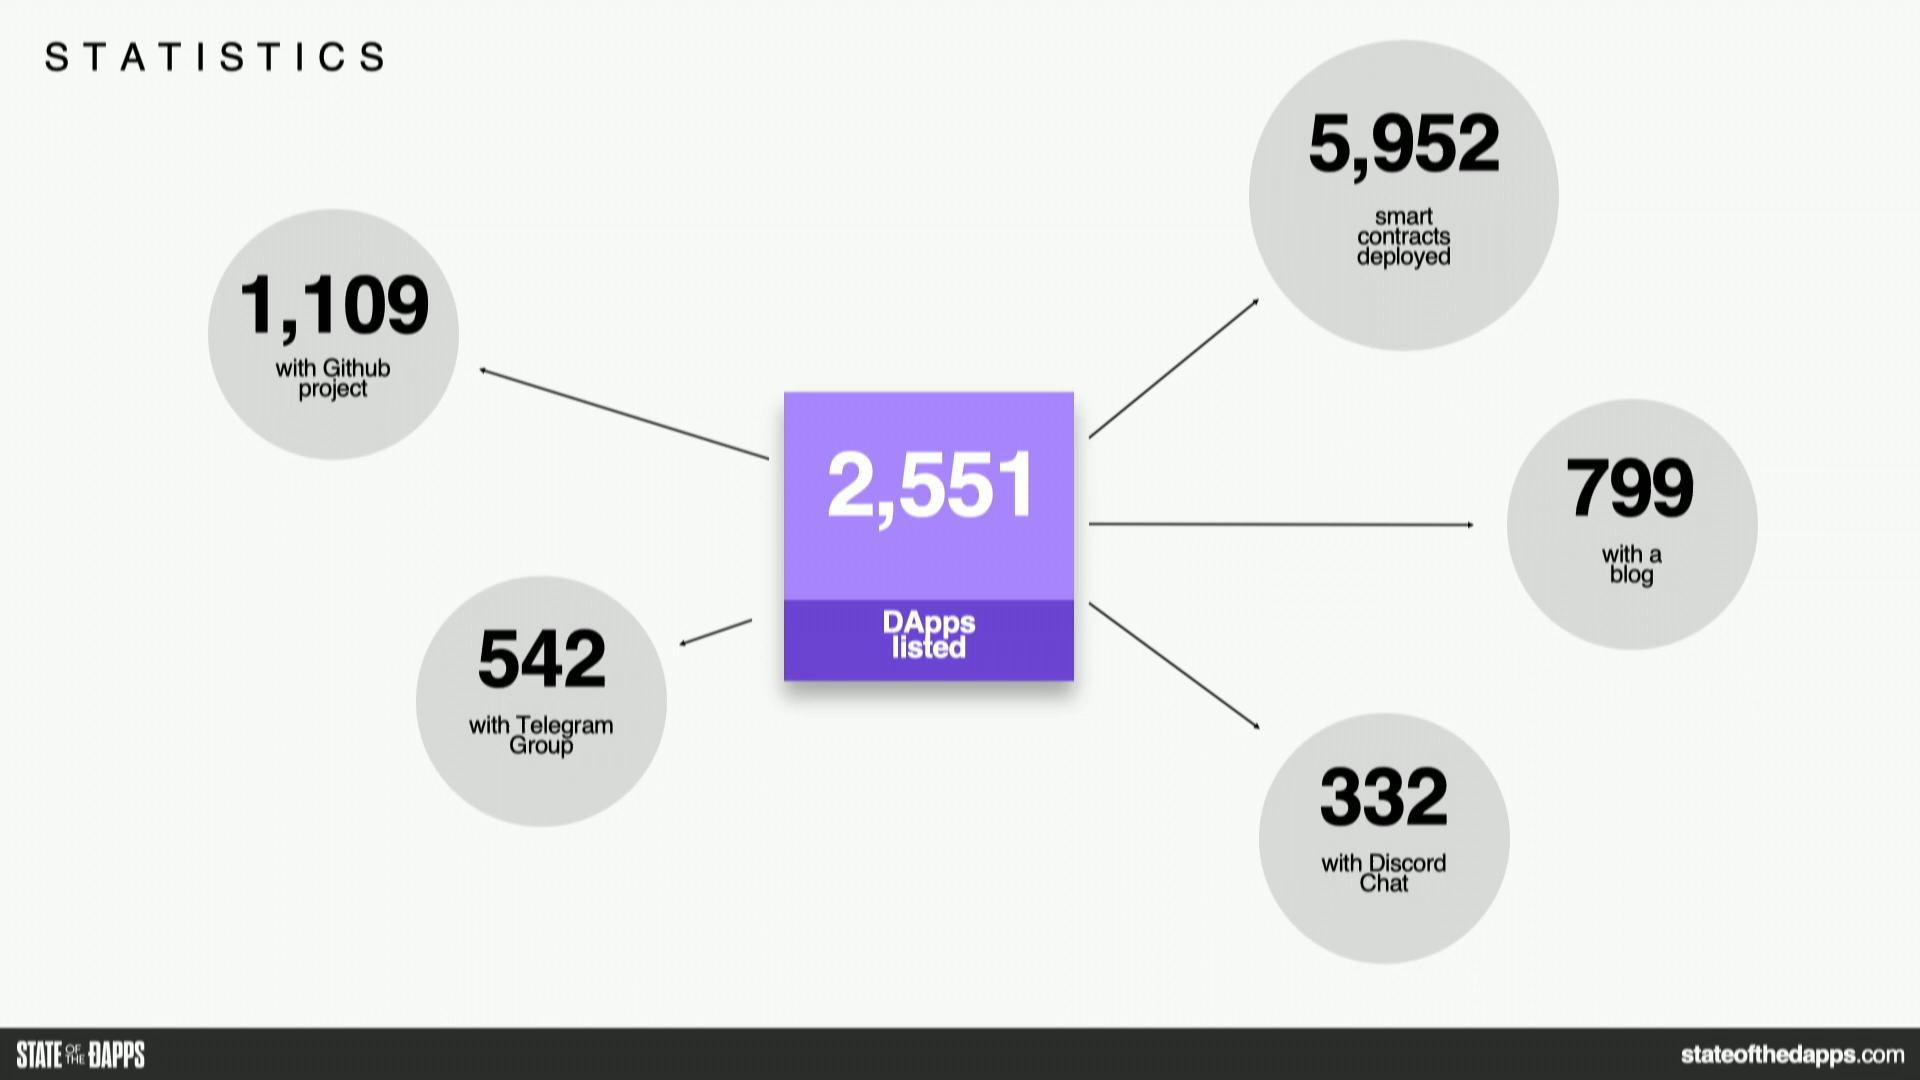 STATISTICS
5,952
smart
contracts
deployed
1,109
with Github
project
2,551
DApps
listed
799
with a
blog
542
with Telegram
Group
332
with Discord
Chat
STATE OF THE ĐAPPS
stateofthedapps.com